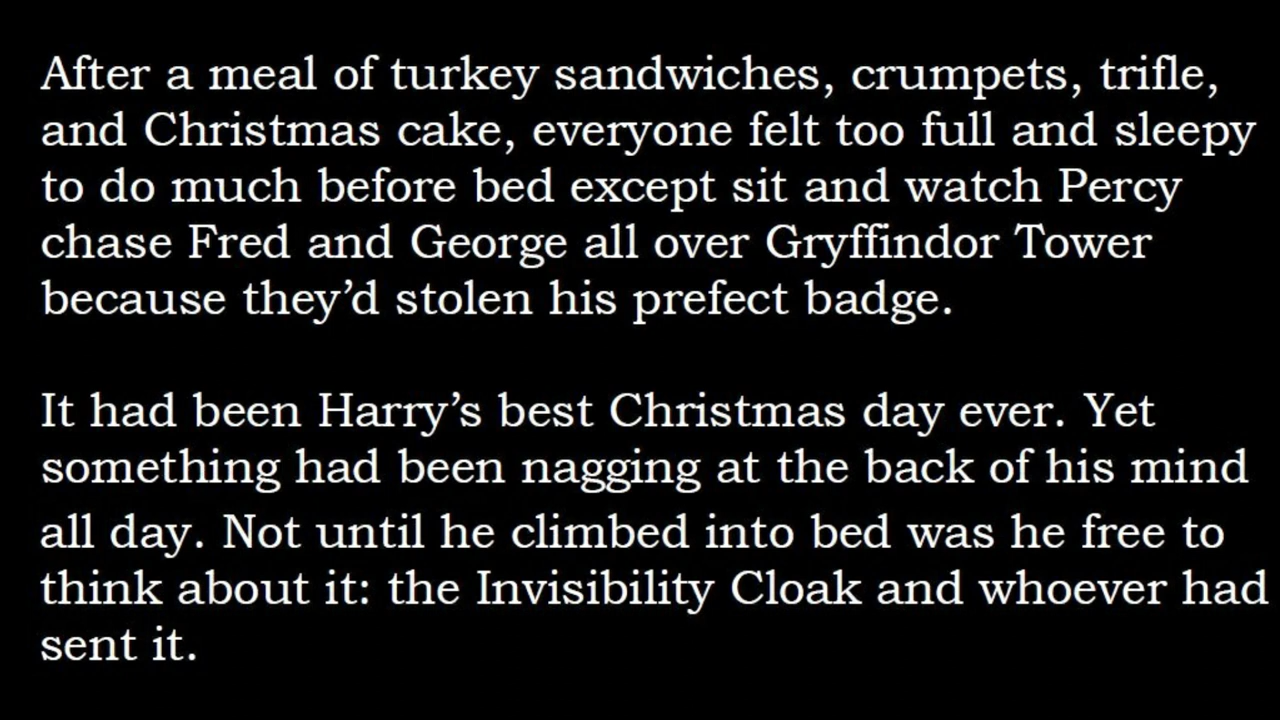 After a meal of turkey sandwiches, crumpets, trifle,
and Christmas cake, everyone felt too full and sleepy
to do much before bed except sit and watch Percy
chase Fred and George all over Gryffindor Tower
because they’d stolen his prefect badge.
It had been Harry’s best Christmas day ever. Yet
something had been nagging at the back of his mind
all day. Not until he climbed into bed was he free to
think about it: the Invisibility Cloak and whoever had
sent it.